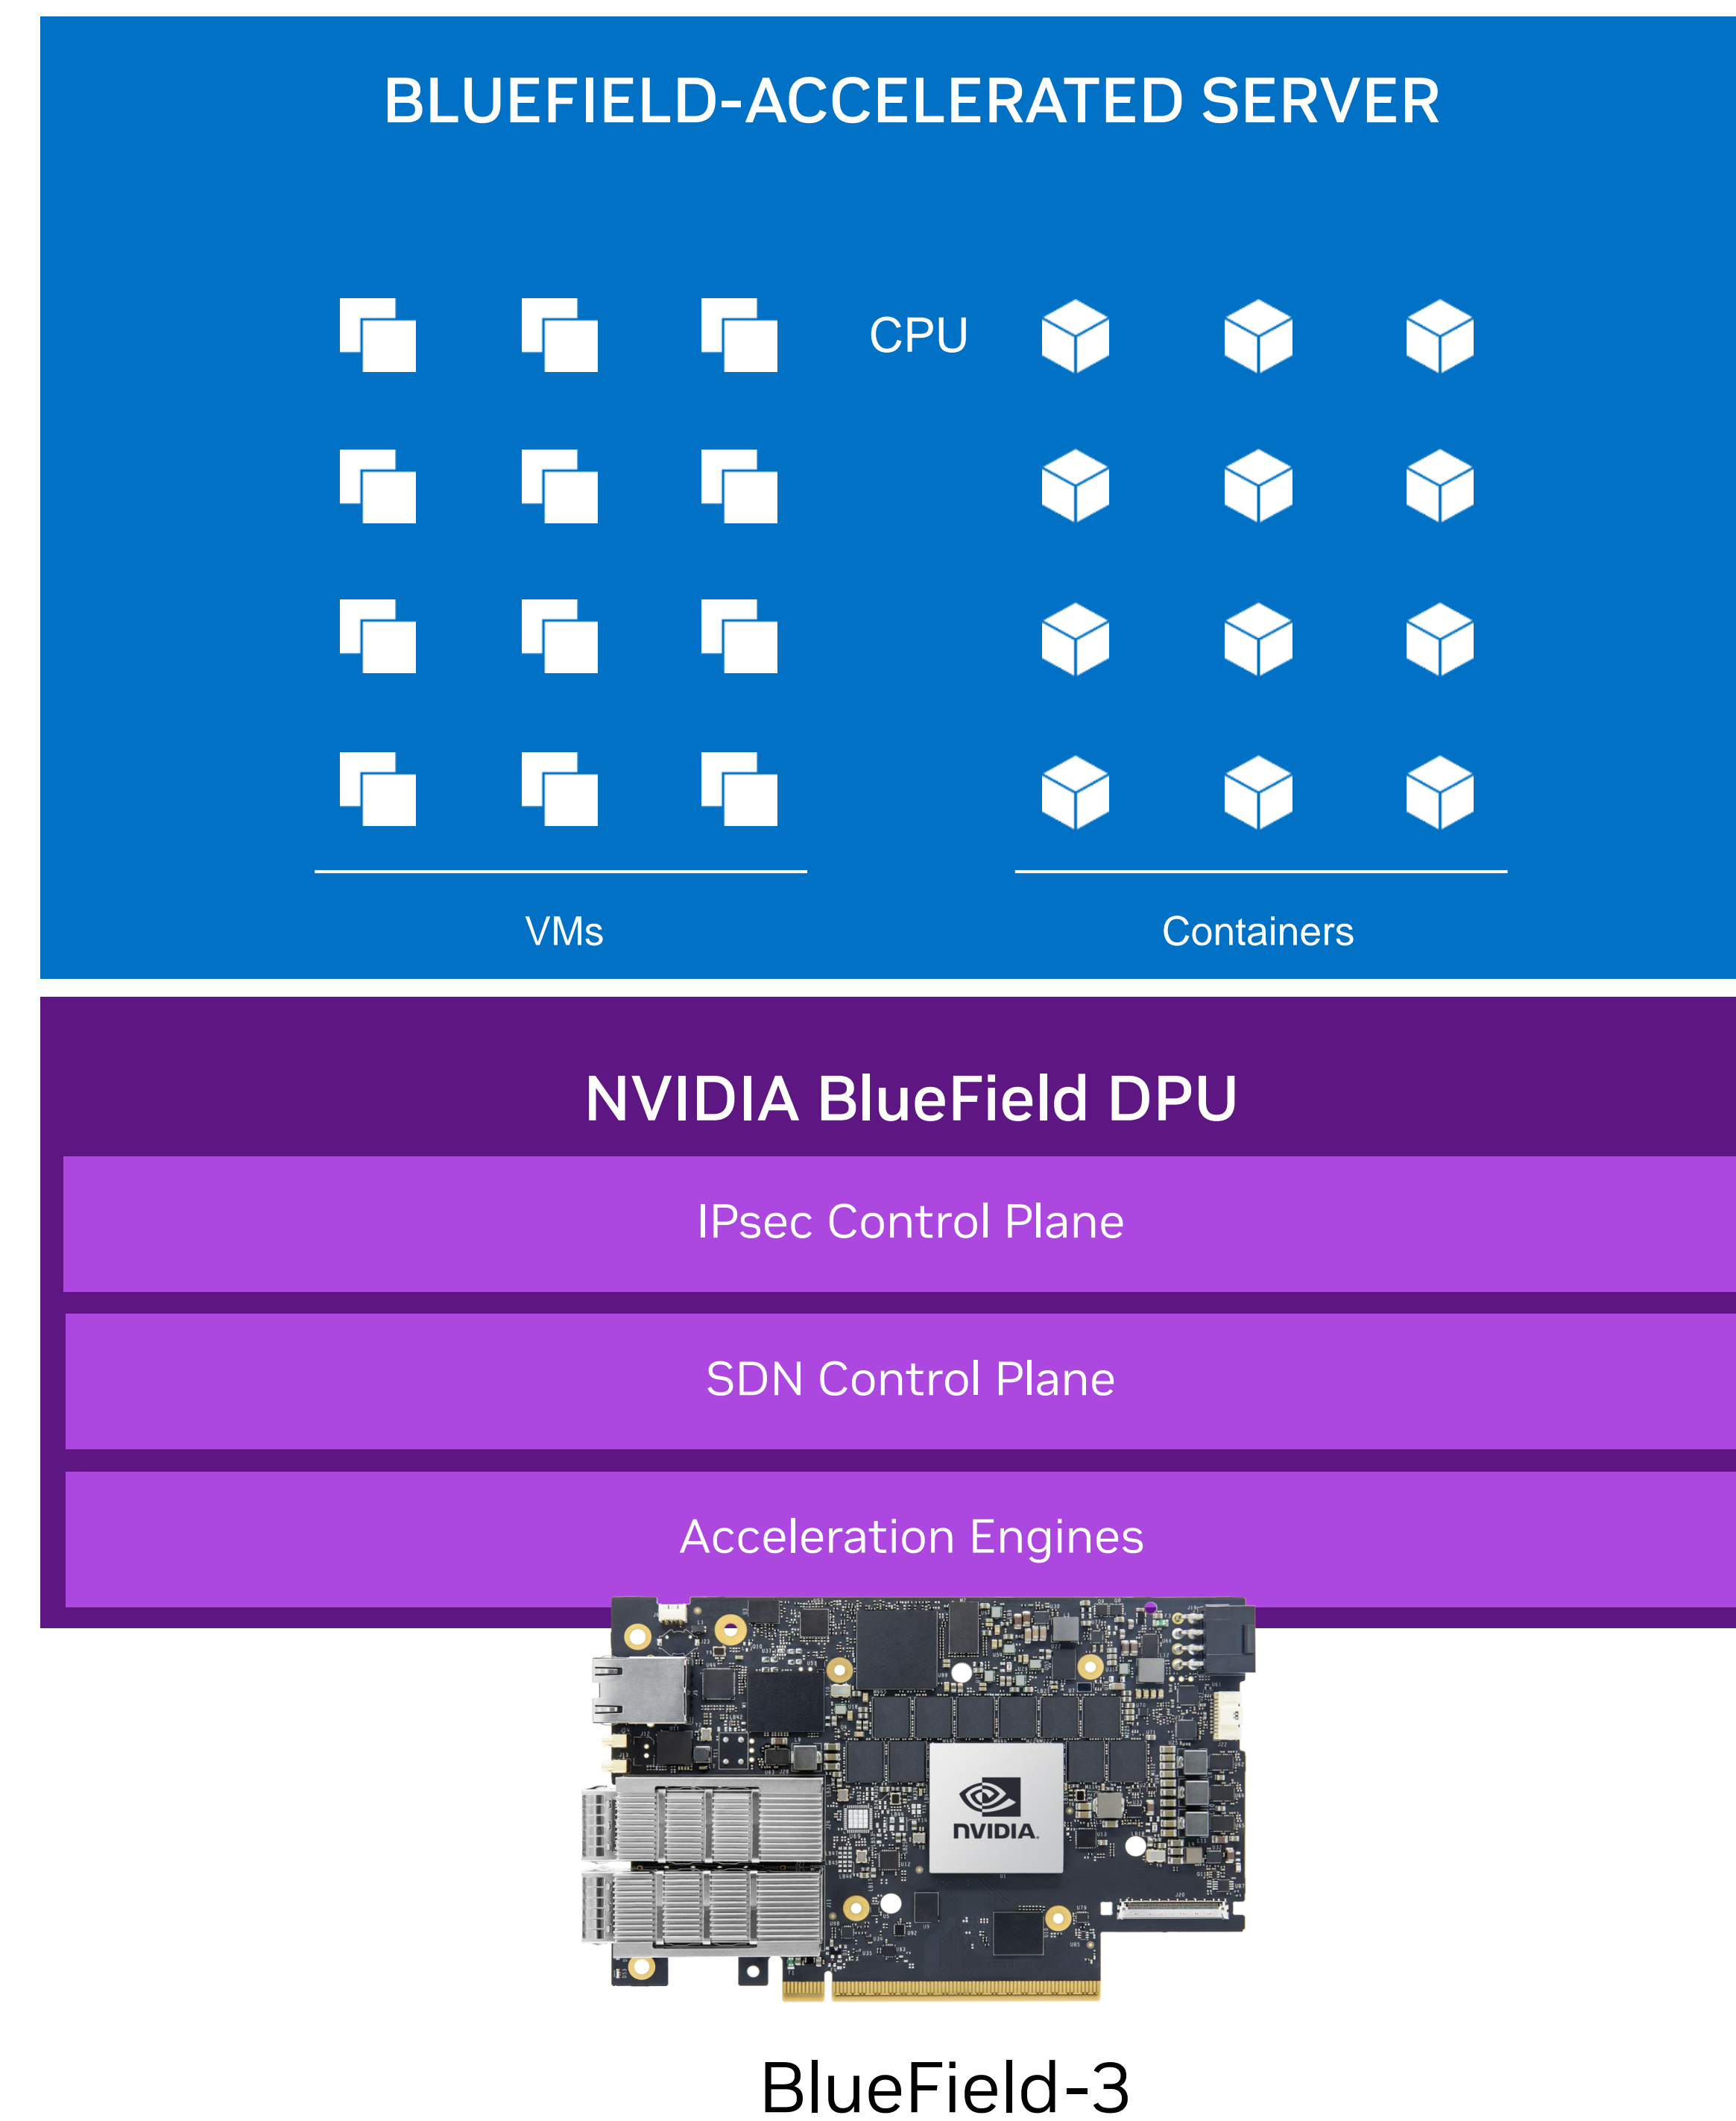 BLUEFIELD-ACCELERATED SERVER
CPU
VMs
Containers
NVIDIA BlueField DPU
IPsec Control Plane
SDN Control Plane
Acceleration Engines
NVIDIA.
BlueField-3